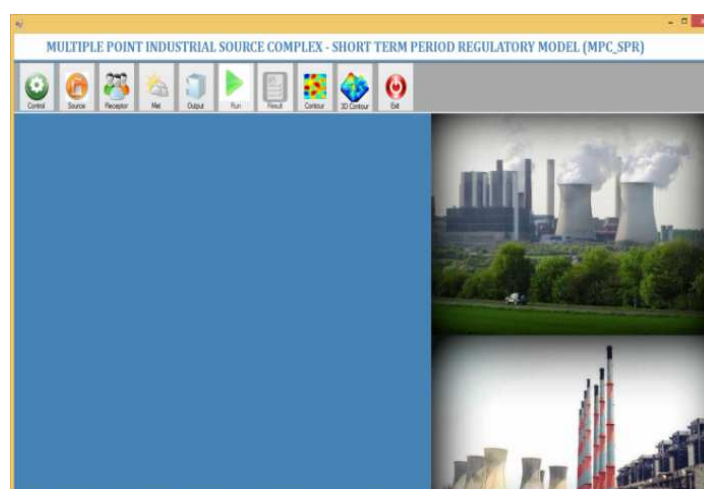 MULTIPLE POINT INDUSTRIAL SOURCE COMPLEX - SHORT TERM PERIOD REGULATORY MODEL (MPC_SPR)
Control Source Receptor Met Output Run Result Contour 3D Contour Exit